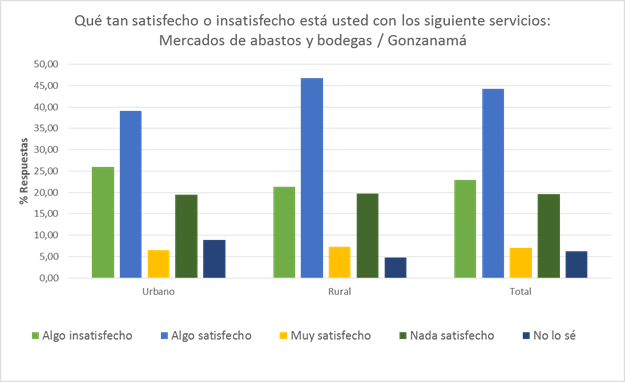 Qué tan satisfecho o insatisfecho está usted con los siguiente servicios:
Mercados de abastos y bodegas / Gonzanamá
% Respuestas
50,00
45,00
40,00
35,00
30,00
25,00
20,00
15,00
10,00
5,00
0,00
Urbano Rural Total
Algo insatisfecho Algo satisfecho Muy satisfecho Nada satisfecho No lo sé